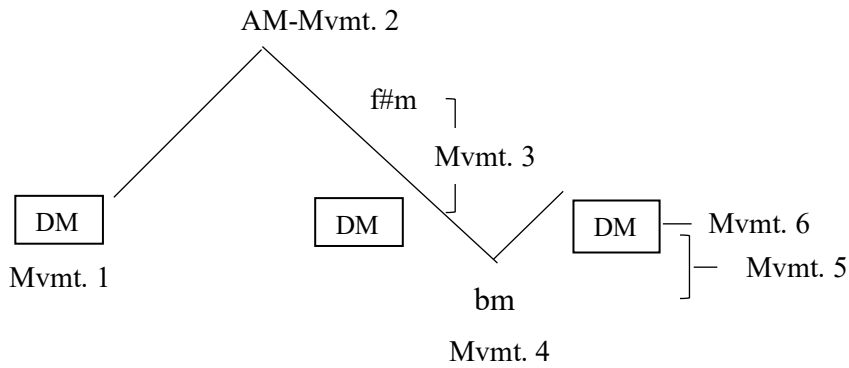 AM-Mvmt. 2
f#m
Mvmt. 3
DM
DM
DM
Mvmt. 6
Mvmt. 1
Mvmt. 5
bm
Mvmt. 4